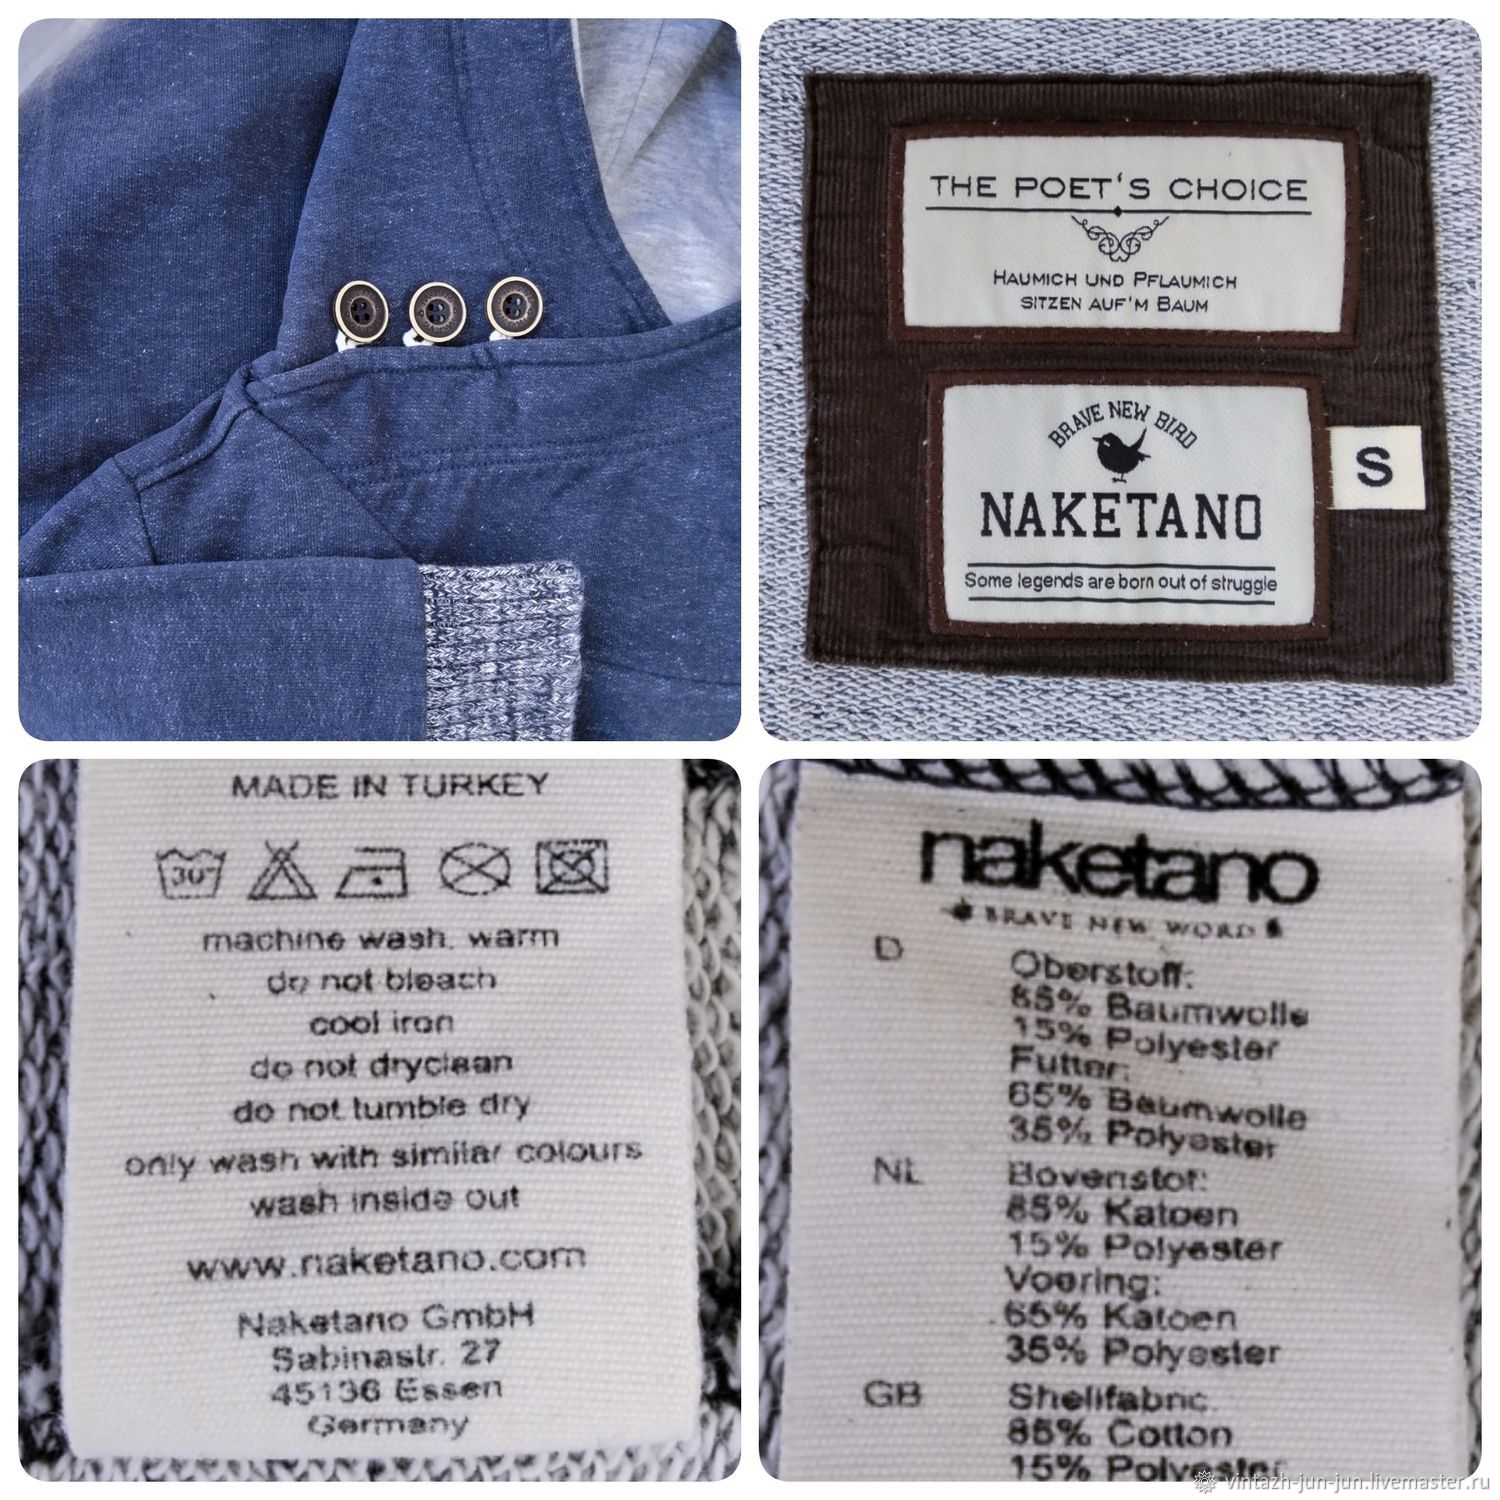 THE POET'S CHOICE
HAUMICH UND PFLAUMICH
SITZEN AUF'M BAUM
BRAVE NEW BIRD
NAKETANO
Some legends are born out of struggle
S
MADE IN TURKEY
30°
machine wash, warm
do not bleach
cool iron
do not dryclean
do not tumble dry
only wash with similar colours
wash inside out
www.naketano.com
Naketano GmbH
Sabinastr. 27
45136 Essen
Germany
naketano
BRAVE NEW WORD
D
Oberstoff:
85% Baumwolle
15% Polyester
Futter:
65% Baumwolle
35% Polyester
NL
Bovenstof:
85% Katoen
15% Polyester
Voering:
65% Katoen
35% Polyester
GB
Shellfabric:
85% Cotton
15% Polyester
vintazh-jun-jun.livemaster.ru